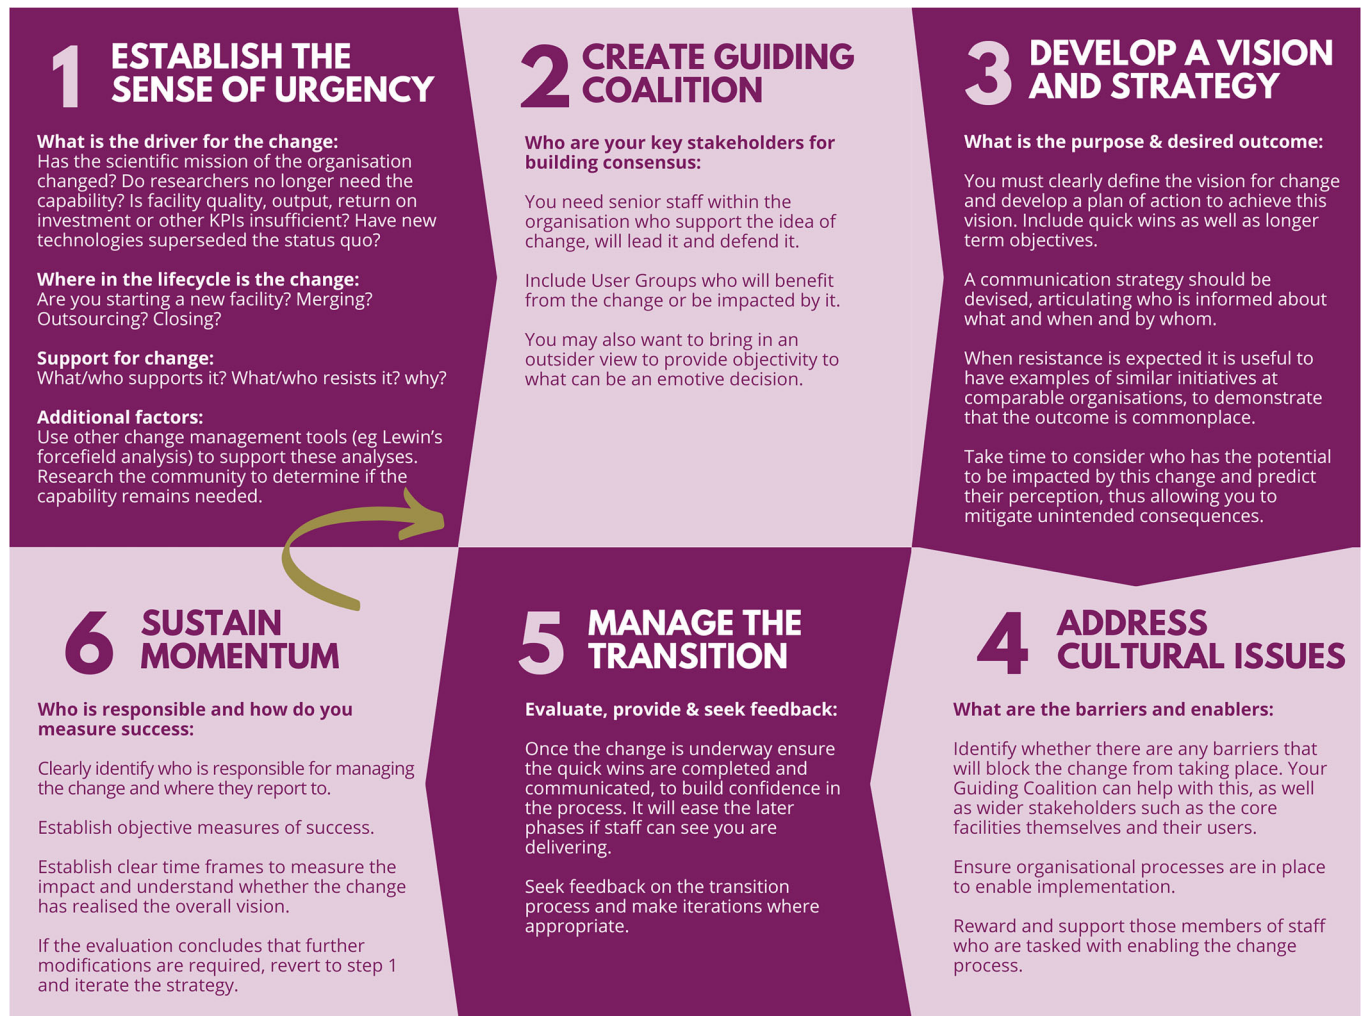 1
ESTABLISH THE
SENSE OF URGENCY
What is the driver for the change:
Has the scientific mission of the organisation
changed? Do researchers no longer need the
capability? Is facility quality, output, return on
investment or other KPIs insufficient? Have new
technologies superseded the status quo?
Where in the lifecycle is the change:
Are you starting a new facility? Merging?
Outsourcing? Closing?
Support for change:
What/who supports it? What/who resists it? why?
Additional factors:
Use other change management tools (eg Lewin's
forcefield analysis) to support these analyses.
Research the community to determine if the
capability remains needed.
2
CREATE GUIDING
COALITION
Who are your key stakeholders for
building consensus:
You need senior staff within the
organisation who support the idea of
change, will lead it and defend it.
Include User Groups who will benefit
from the change or be impacted by it.
You may also want to bring in an
outsider view to provide objectivity to
what can be an emotive decision.
3
DEVELOP A VISION
AND STRATEGY
What is the purpose & desired outcome:
You must clearly define the vision for change
and develop a plan of action to achieve this
vision. Include quick wins as well as longer
term objectives.
A communication strategy should be
devised, articulating who is informed about
what and when and by whom.
When resistance is expected it is useful to
have examples of similar initiatives at
comparable organisations, to demonstrate
that the outcome is commonplace.
Take time to consider who has the potential
to be impacted by this change and predict
their perception, thus allowing you to
mitigate unintended consequences.
4
ADDRESS
CULTURAL ISSUES
What are the barriers and enablers:
Identify whether there are any barriers that
will block the change from taking place. Your
Guiding Coalition can help with this, as well
as wider stakeholders such as the core
facilities themselves and their users.
Ensure organisational processes are in place
to enable implementation.
Reward and support those members of staff
who are tasked with enabling the change
process.
5
MANAGE THE
TRANSITION
Evaluate, provide & seek feedback:
Once the change is underway ensure
the quick wins are completed and
communicated, to build confidence in
the process. It will ease the later
phases if staff can see you are
delivering.
Seek feedback on the transition
process and make iterations where
appropriate.
6
SUSTAIN
MOMENTUM
Who is responsible and how do you
measure success:
Clearly identify who is responsible for managing
the change and where they report to.
Establish objective measures of success.
Establish clear time frames to measure the
impact and understand whether the change
has realised the overall vision.
If the evaluation concludes that further
modifications are required, revert to step 1
and iterate the strategy.